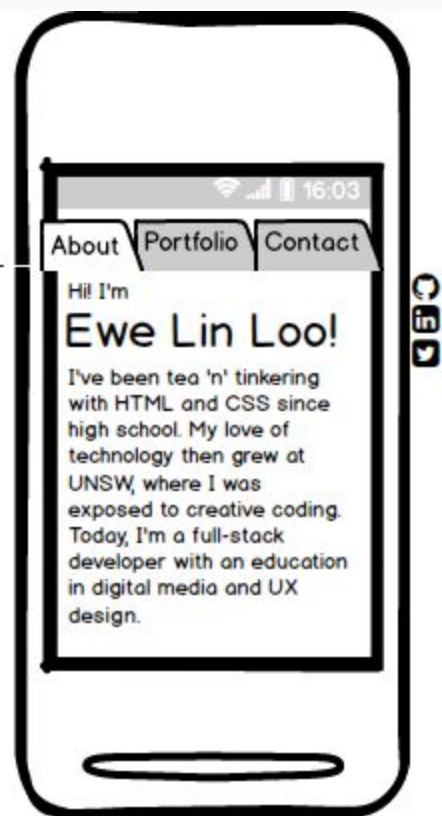 16:03
About Portfolio Contact
Hi! I'm
Ewe Lin Loo!
I've been tea 'n' tinkering
with HTML and CSS since
high school. My love of
technology then grew at
UNSW, where I was
exposed to creative coding.
Today, I'm a full-stack
developer with an education
in digital media and UX
design.
in